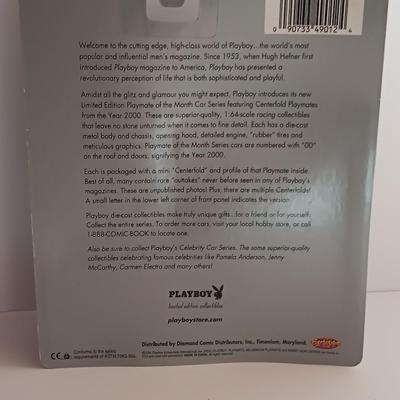 0 90733 49012 4
Welcome to the cutting edge, high-class world of Playboy...the world's most
popular and influential men's magazine. Since 1953, when Hugh Hefner first
introduced Playboy magazine to America, Playboy has presented a
revolutionary perception of life that is both sophisticated and playful.
Amidst all the glitz and glamour you might expect, Playboy introduces its new
Limited Edition Playmate of the Month Car Series featuring Centerfold Playmates
from the Year 2000. These are superior-quality, 1:64-scale racing collectibles
that leave no stone unturned when it comes to fine detail. Each has a die-cast
metal body and chassis, opening hood, detailed engine, "rubber" tires and
meticulous graphics. Playmate of the Month Series cars are numbered with "00"
on the roof and doors, signifying the Year 2000.
Each is packaged with a mini "Centerfold" and profile of that Playmate inside.
Best of all, many contain rare "outtakes" never before seen in any of Playboy's
magazines. These are unpublished photos! Plus, there are multiple Centerfolds!
A small letter in the lower left corner of front panel indicates the version.
Playboy die-cast collectibles make truly unique gifts...for a friend or for yourself.
Collect the entire series. To order more cars, visit your local hobby store, or call
1-888-COMIC-BOOK to locate one.
Also be sure to collect Playboy's Celebrity Car Series. The same superior-quality
collectibles celebrating famous celebrities like Pamela Anderson, Jenny
McCarthy, Carmen Electra and many others!
PLAYBOY
limited edition collectibles
playboystore.com
Distributed by Diamond Comic Distributors, Inc., Timonium, Maryland.
Conforms to the safety
requirements of ASTM F963-96a.